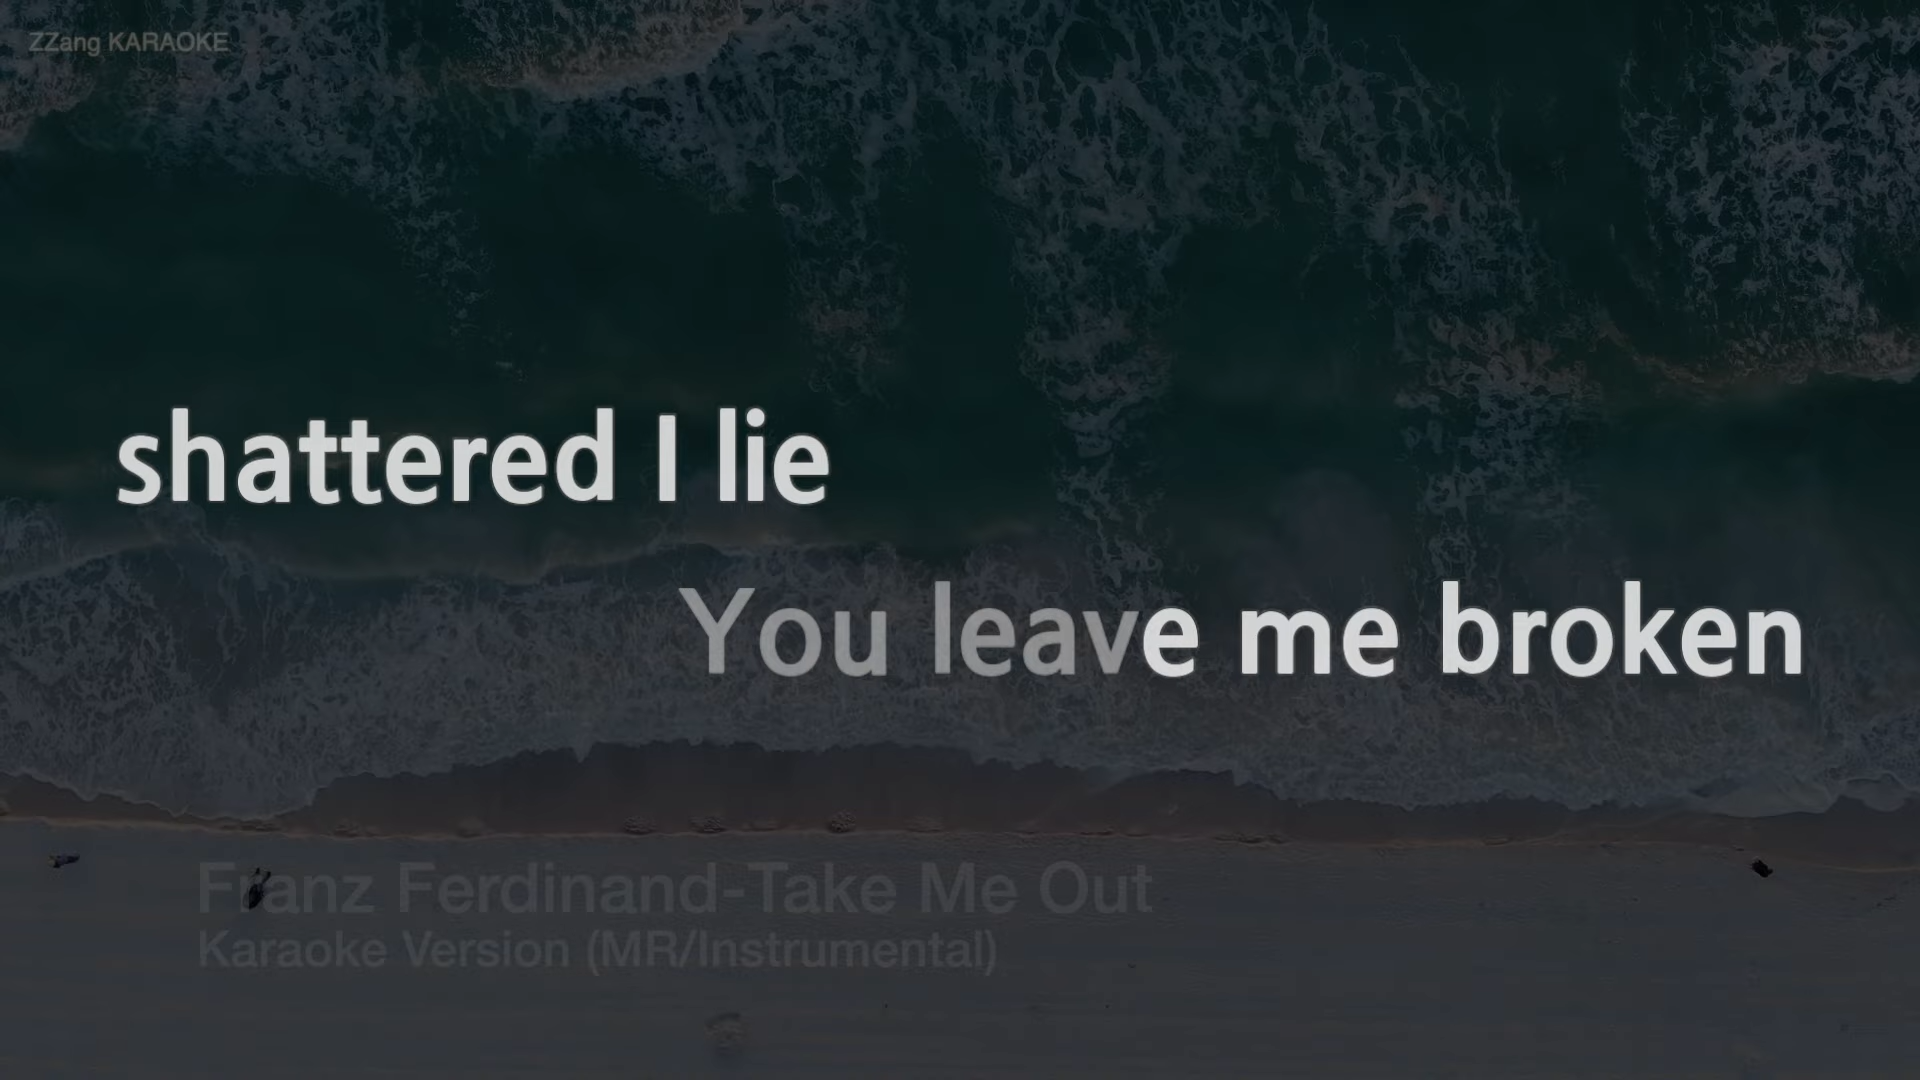 ZZang KARAOKE
shattered I lie
You leave me broken
Franz Ferdinand-Take Me Out
Karaoke Version (MR/Instrumental)